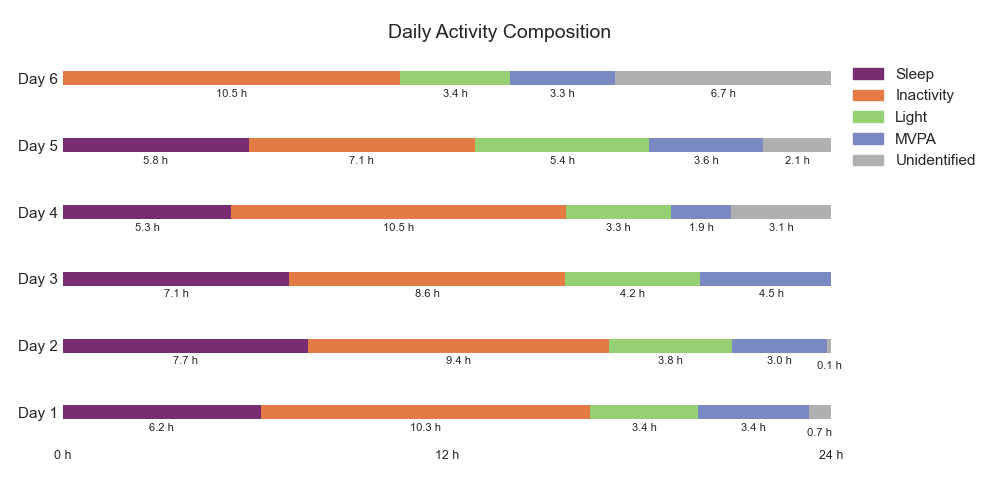 Daily Activity Composition
Day 6
10.5 h 3.4 h 3.3 h 6.7 h
Day 5
5.8 h 7.1 h 5.4 h 3.6 h 2.1 h
Day 4
5.3 h 10.5 h 3.3 h 1.9 h 3.1 h
Day 3
7.1 h 8.6 h 4.2 h 4.5 h
Day 2
7.7 h 9.4 h 3.8 h 3.0 h 0.1 h
Day 1
6.2 h 10.3 h 3.4 h 3.4 h 0.7 h
0 h 12 h 24 h
Sleep
Inactivity
Light
MVPA
Unidentified